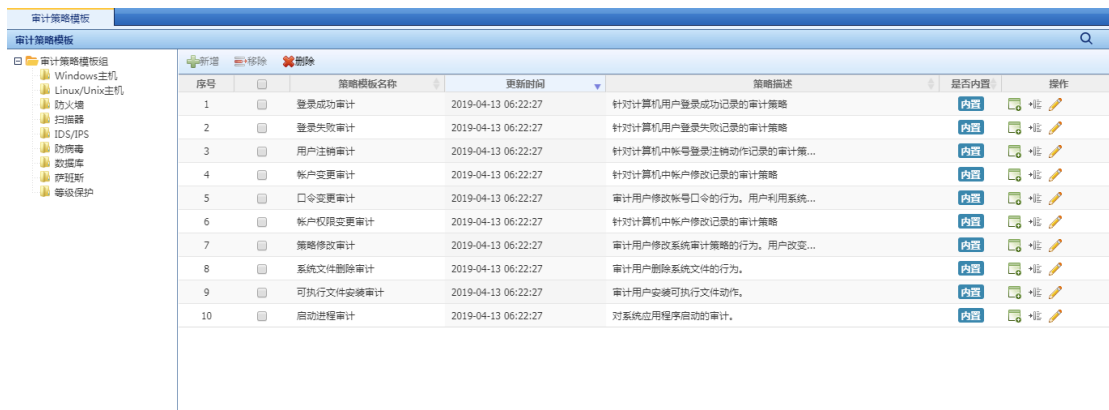 审计策略模板
审计策略模板
审计策略模板组
Windows主机
Linux/Unix主机
防火墙
扫描器
IDS/IPS
防病毒
数据库
萨班斯
等级保护
新增 移除 删除
序号 策略模板名称 更新时间 策略描述 是否内置 操作
1 登录成功审计 2019-04-13 06:22:27 针对计算机用户登录成功记录的审计策略 内置
2 登录失败审计 2019-04-13 06:22:27 针对计算机用户登录失败记录的审计策略 内置
3 用户注销审计 2019-04-13 06:22:27 针对计算机中帐号登录注销动作记录的审计策... 内置
4 帐户变更审计 2019-04-13 06:22:27 针对计算机中帐户修改记录的审计策略 内置
5 口令变更审计 2019-04-13 06:22:27 审计用户修改帐号口令的行为。用户利用系统... 内置
6 帐户权限变更审计 2019-04-13 06:22:27 针对计算机中帐户修改记录的审计策略 内置
7 策略修改审计 2019-04-13 06:22:27 审计用户修改系统审计策略的行为。用户改变... 内置
8 系统文件删除审计 2019-04-13 06:22:27 审计用户删除系统文件的行为。 内置
9 可执行文件安装审计 2019-04-13 06:22:27 审计用户安装可执行文件动作。 内置
10 启动进程审计 2019-04-13 06:22:27 对系统应用程序启动的审计。 内置